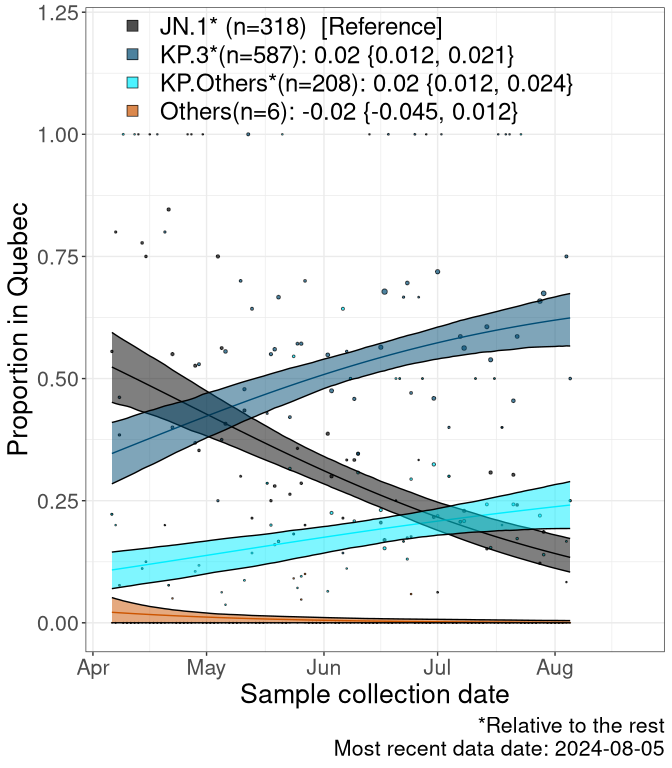 JN.1* (n=318)  [Reference]
KP.3*(n=587): 0.02 {0.012, 0.021}
KP.Others*(n=208): 0.02 {0.012, 0.024}
Others(n=6): -0.02 {-0.045, 0.012}
1.25
1.00
0.75
0.50
0.25
0.00
Proportion in Quebec
Apr May Jun Jul Aug
Sample collection date
*Relative to the rest
Most recent data date: 2024-08-05